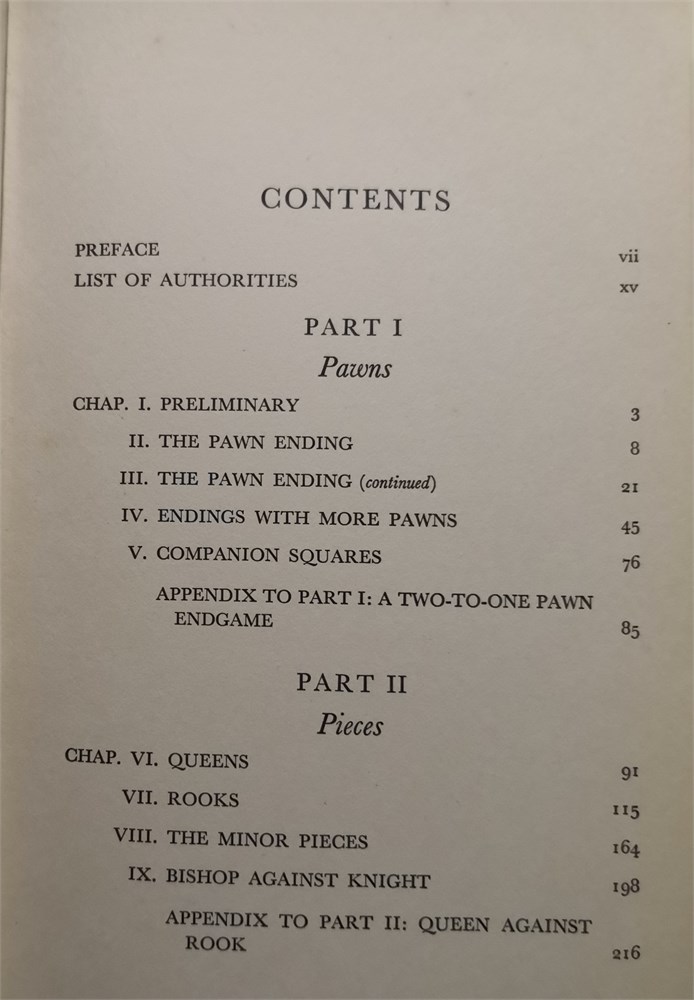 CONTENTS
PREFACE vii
LIST OF AUTHORITIES xv
PART I
Pawns
CHAP. I. PRELIMINARY 3
II. THE PAWN ENDING 8
III. THE PAWN ENDING (continued) 21
IV. ENDINGS WITH MORE PAWNS 45
V. COMPANION SQUARES 76
APPENDIX TO PART I: A TWO-TO-ONE PAWN
ENDGAME 85
PART II
Pieces
CHAP. VI. QUEENS 91
VII. ROOKS 115
VIII. THE MINOR PIECES 164
IX. BISHOP AGAINST KNIGHT 198
APPENDIX TO PART II: QUEEN AGAINST
ROOK 216